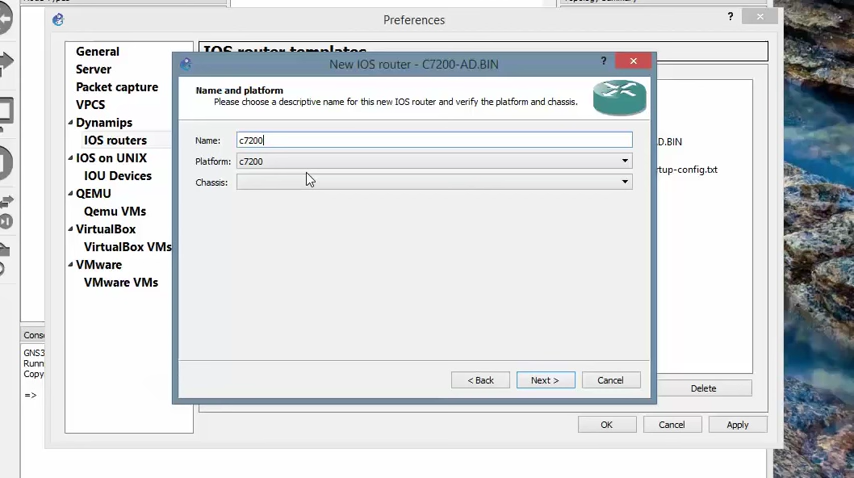 Preferences
?
General
Server
Packet capture
VPCS
Dynamips
IOS routers
IOS on UNIX
IOU Devices
QEMU
Qemu VMs
VirtualBox
VirtualBox VMs
VMware
VMware VMs
IOS router templates
New IOS router - C7200-AD.BIN
?
Name and platform
Please choose a descriptive name for this new IOS router and verify the platform and chassis.
Name: c7200
Platform: c7200
Chassis:
< Back Next > Cancel
D.BIN
rtup-config.txt
Delete
OK Cancel Apply
Cons
GNS3
Runn
Copy
=>